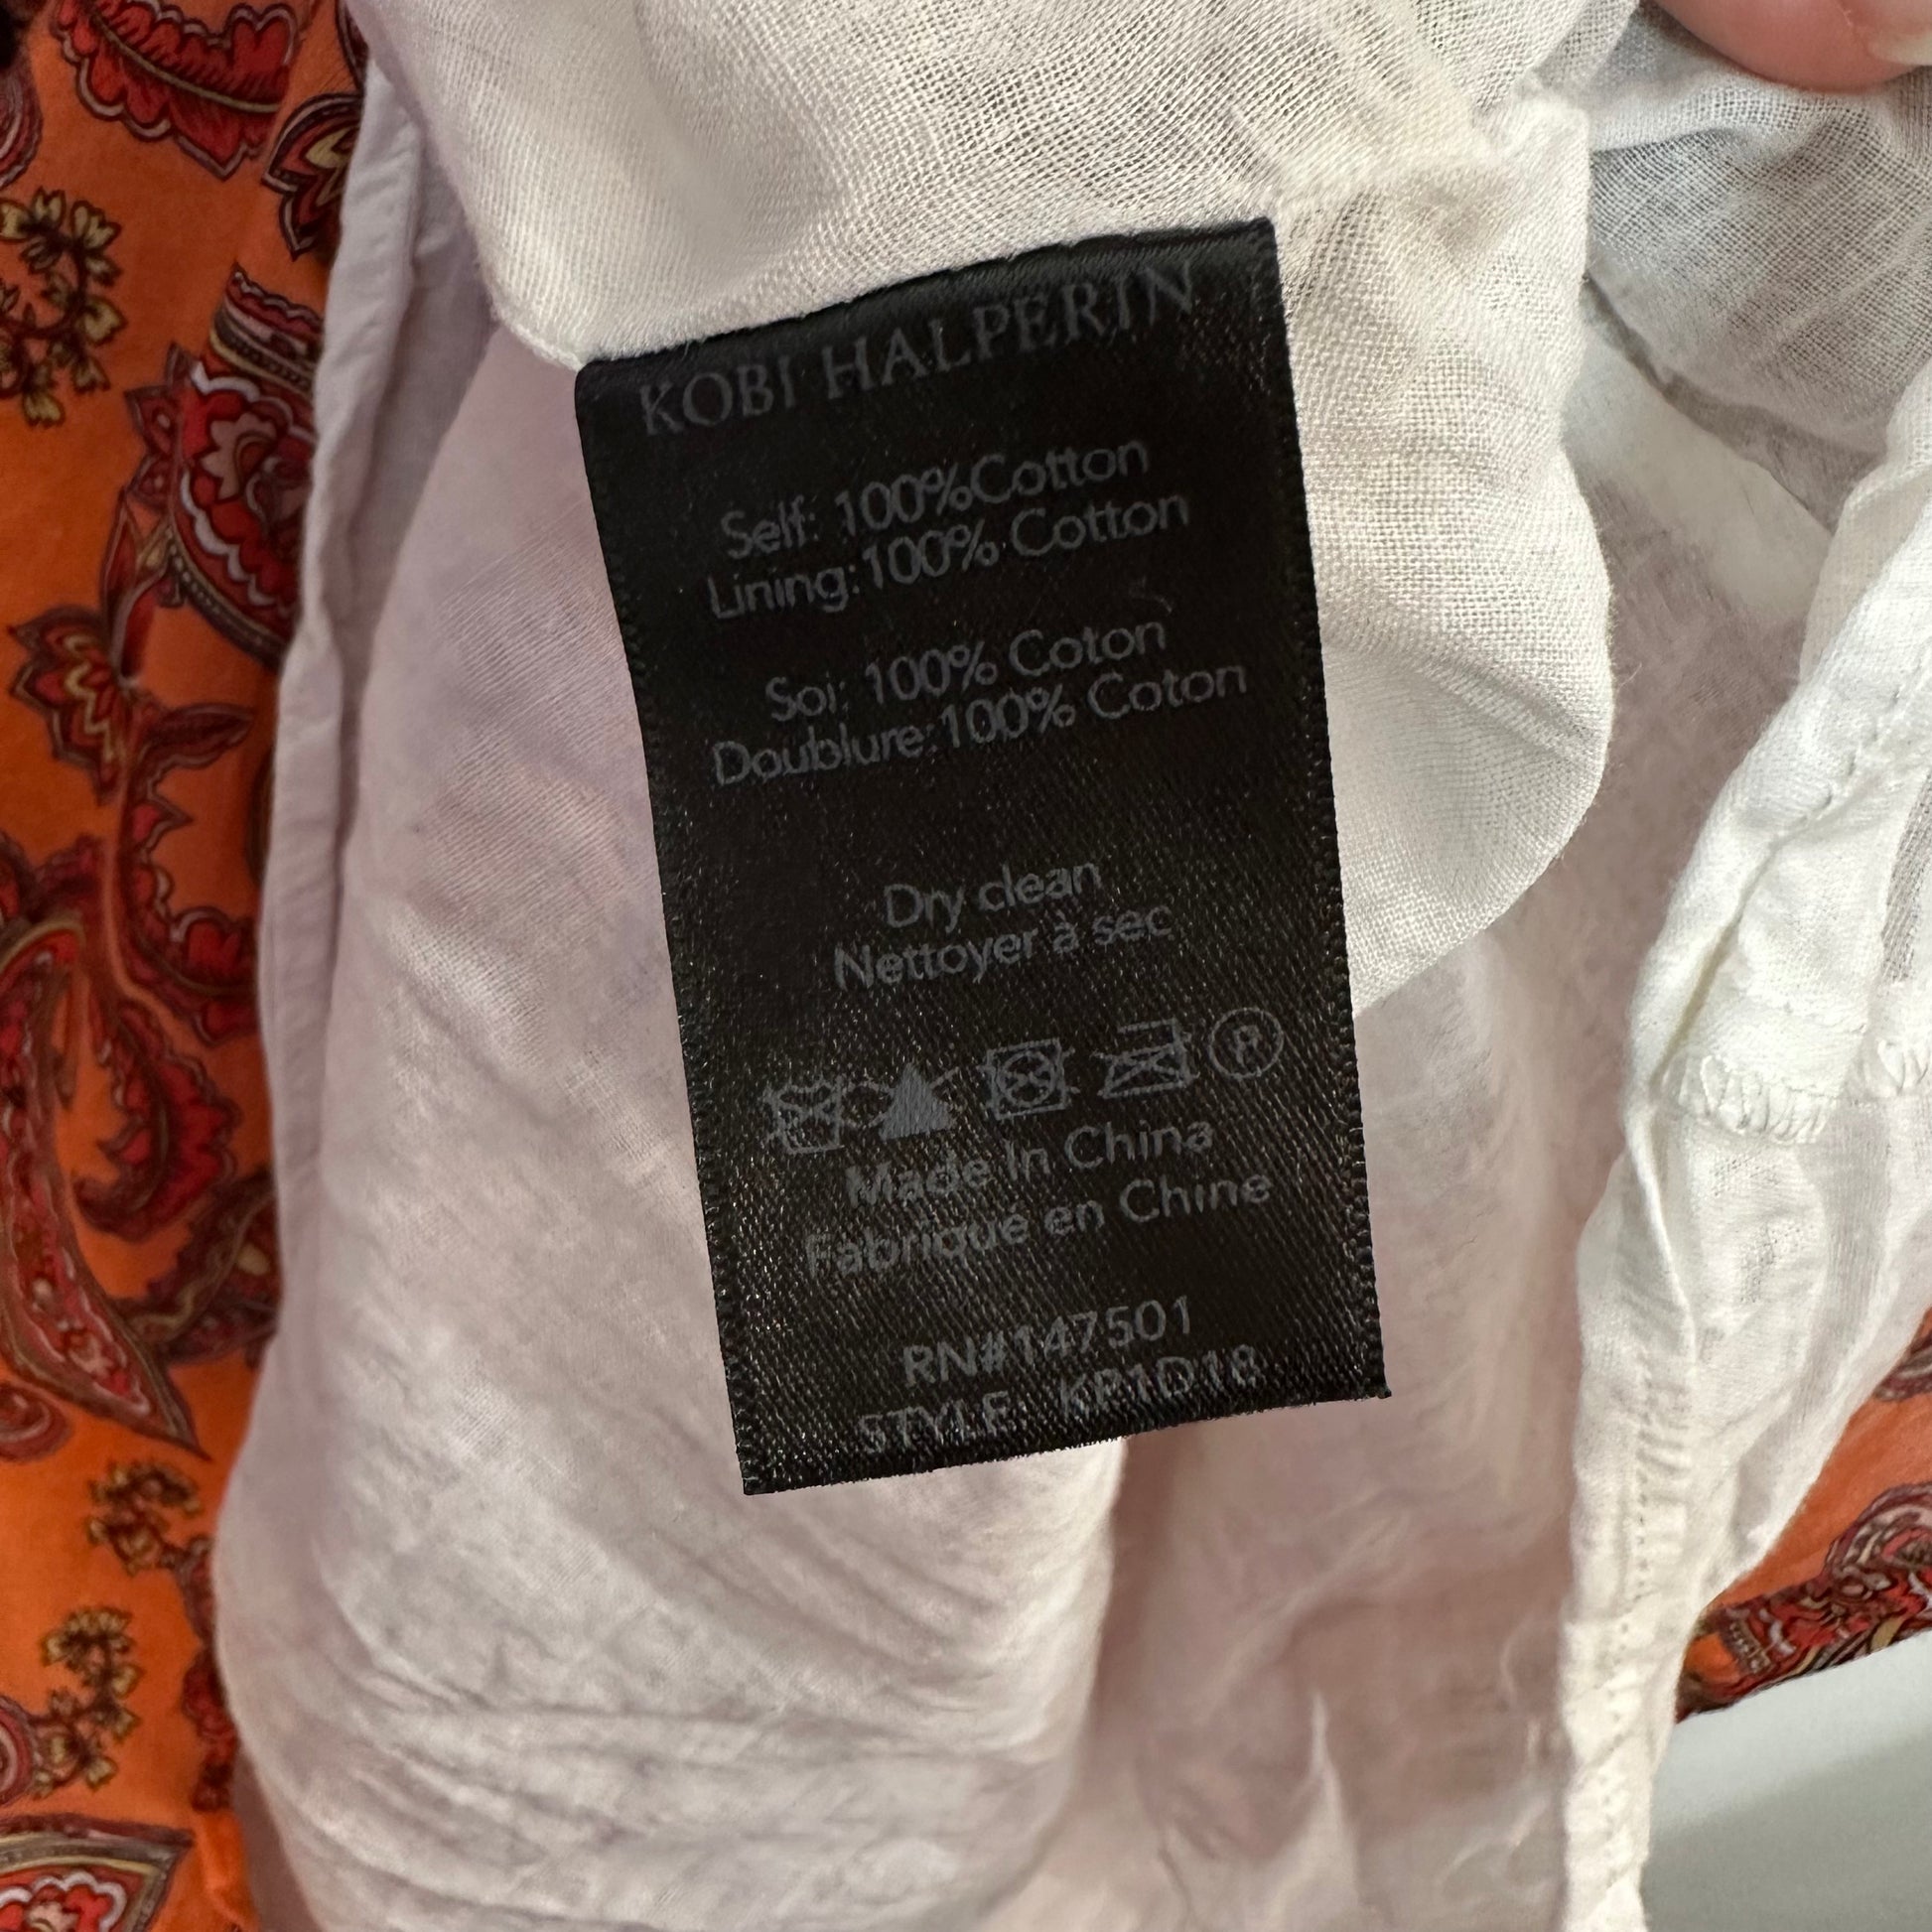 KOBI HALPERIN
Self: 100%Cotton
Lining:100% Cotton
Soi: 100% Coton
Doublure:100% Coton
Dry clean
Nettoyer à sec
P
Made In China
Fabriqué en Chine
RN#147501
STYLE: KP1D18